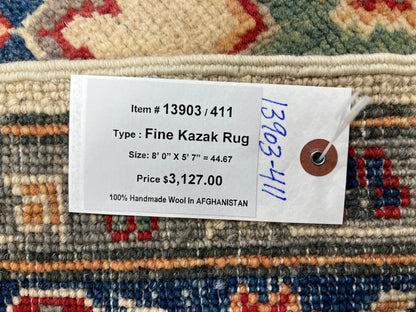 Item # 13903 / 411
Type : Fine Kazak Rug
Size: 8' 0" X 5' 7" = 44.67
Price $3,127.00
100% Handmade Wool In AFGHANISTAN
13903-411